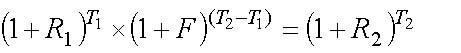 (1+R₁)^T₁ × (1+F)^(T₂−T₁) = (1+R₂)^T₂